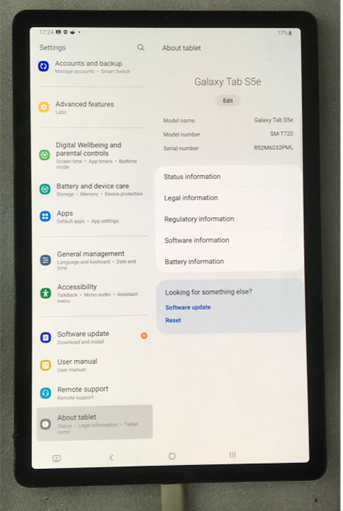 17:24
17%
Settings
About tablet
Accounts and backup
Manage accounts • Smart Switch
Advanced features
Labs
Digital Wellbeing and
parental controls
Screen time • App timers • Bedtime
mode
Battery and device care
Storage • Memory • Device protection
Apps
Default apps • App settings
General management
Language and keyboard • Date and
time
Accessibility
TalkBack • Mono audio • Assistant
menu
Software update
Download and install
User manual
User manual
Remote support
Remote support
About tablet
Status • Legal information • Tablet
name
Galaxy Tab S5e
Edit
Model name Galaxy Tab S5e
Model number SM-T720
Serial number
Status information
Legal information
Regulatory information
Software information
Battery information
Looking for something else?
Software update
Reset